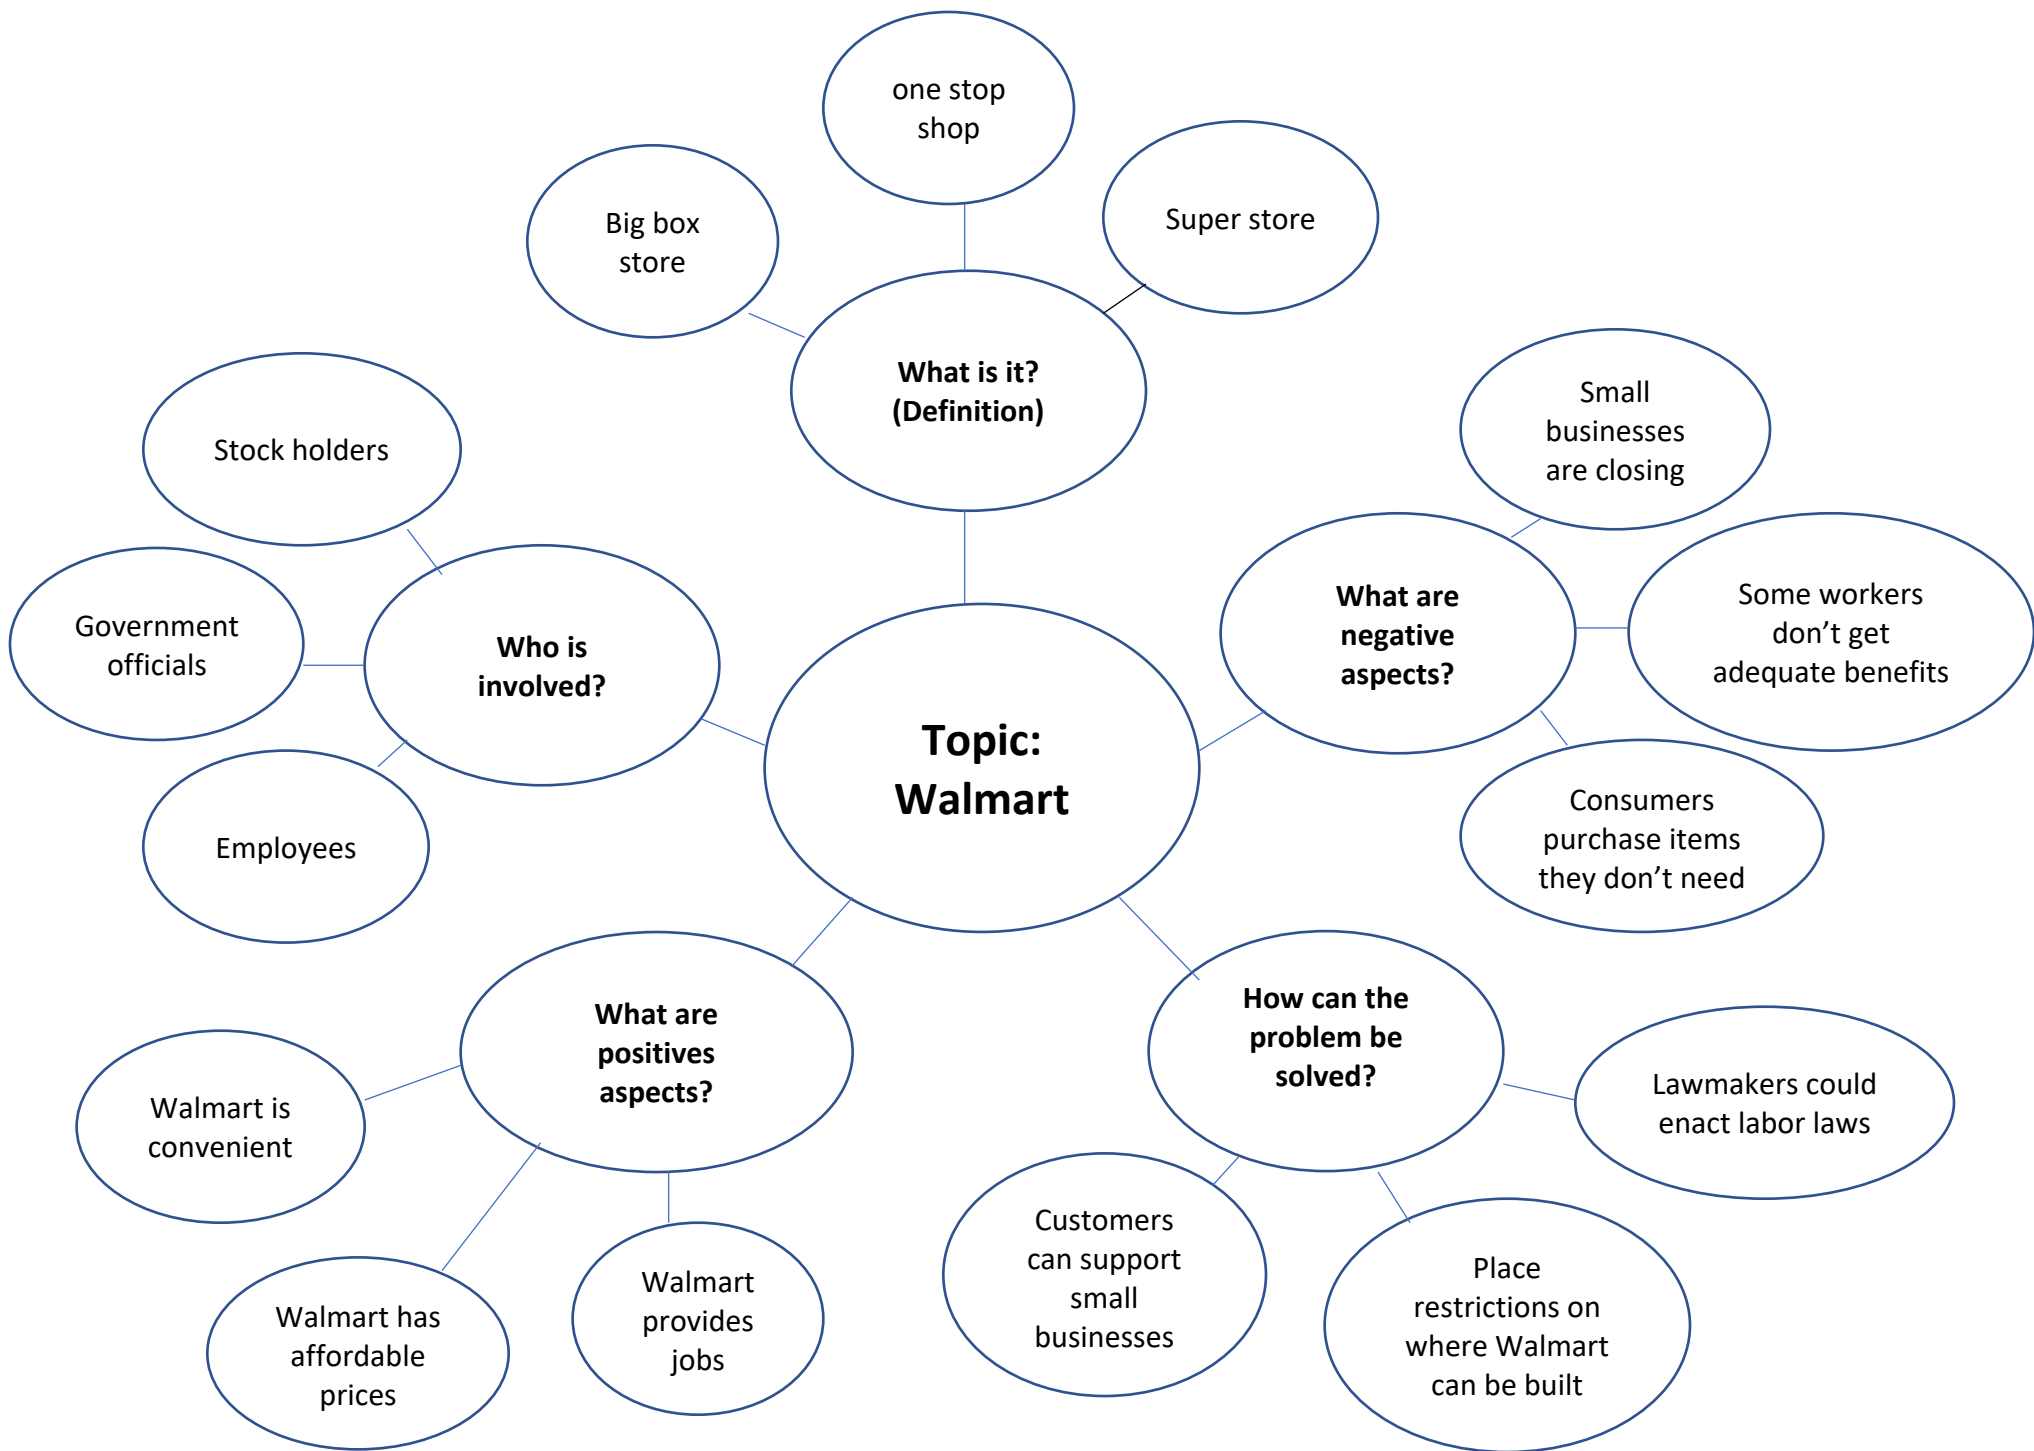 one stop
shop
Super store
Big box
store
What is it?
(Definition)
Small
businesses
are closing
Stock holders
What are
negative
aspects?
Some workers
don’t get
adequate benefits
Government
officials
Who is
involved?
Topic:
Walmart
Consumers
purchase items
they don’t need
Employees
What are
positives
aspects?
How can the
problem be
solved?
Walmart is
convenient
Lawmakers could
enact labor laws
Walmart has
affordable
prices
Walmart
provides
jobs
Customers
can support
small
businesses
Place
restrictions on
where Walmart
can be built